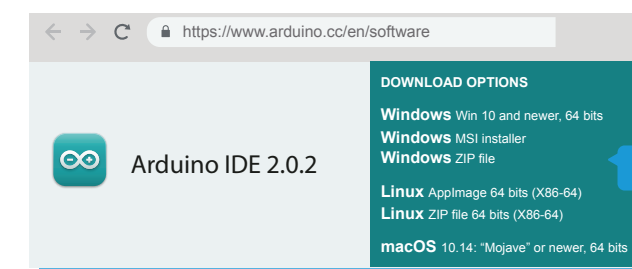 https://www.arduino.cc/en/software
Arduino IDE 2.0.2
DOWNLOAD OPTIONS
Windows Win 10 and newer, 64 bits
Windows MSI installer
Windows ZIP file
Linux AppImage 64 bits (X86-64)
Linux ZIP file 64 bits (X86-64)
macOS 10.14: “Mojave” or newer, 64 bits